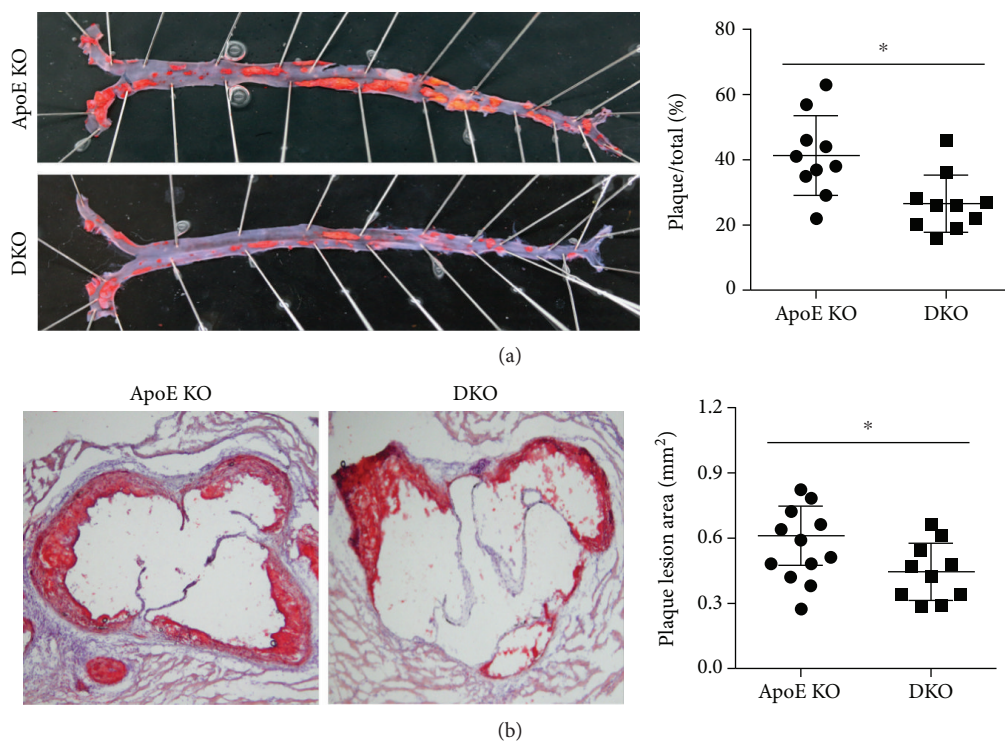 ApoE KO
DKO
Plaque/total (%)
80
60
40
20
0
*
ApoE KO
DKO
(a)
ApoE KO
DKO
Plaque lesion area (mm²)
1.2
0.9
0.6
0.3
0.0
*
ApoE KO
DKO
(b)